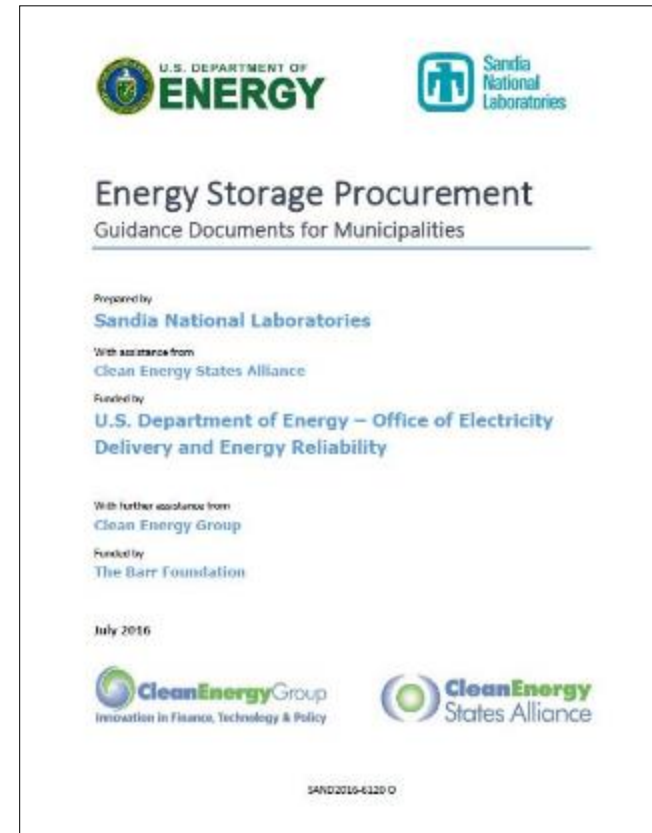 U.S. DEPARTMENT OF
ENERGY
Sandia
National
Laboratories
Energy Storage Procurement
Guidance Documents for Municipalities
Prepared by
Sandia National Laboratories
With assistance from
Clean Energy States Alliance
Funded by
U.S. Department of Energy – Office of Electricity
Delivery and Energy Reliability
With further assistance from
Clean Energy Group
Funded by
The Barr Foundation
July 2016
CleanEnergyGroup
Innovation in Finance, Technology & Policy
CleanEnergy
States Alliance
SAND2016-6120 O